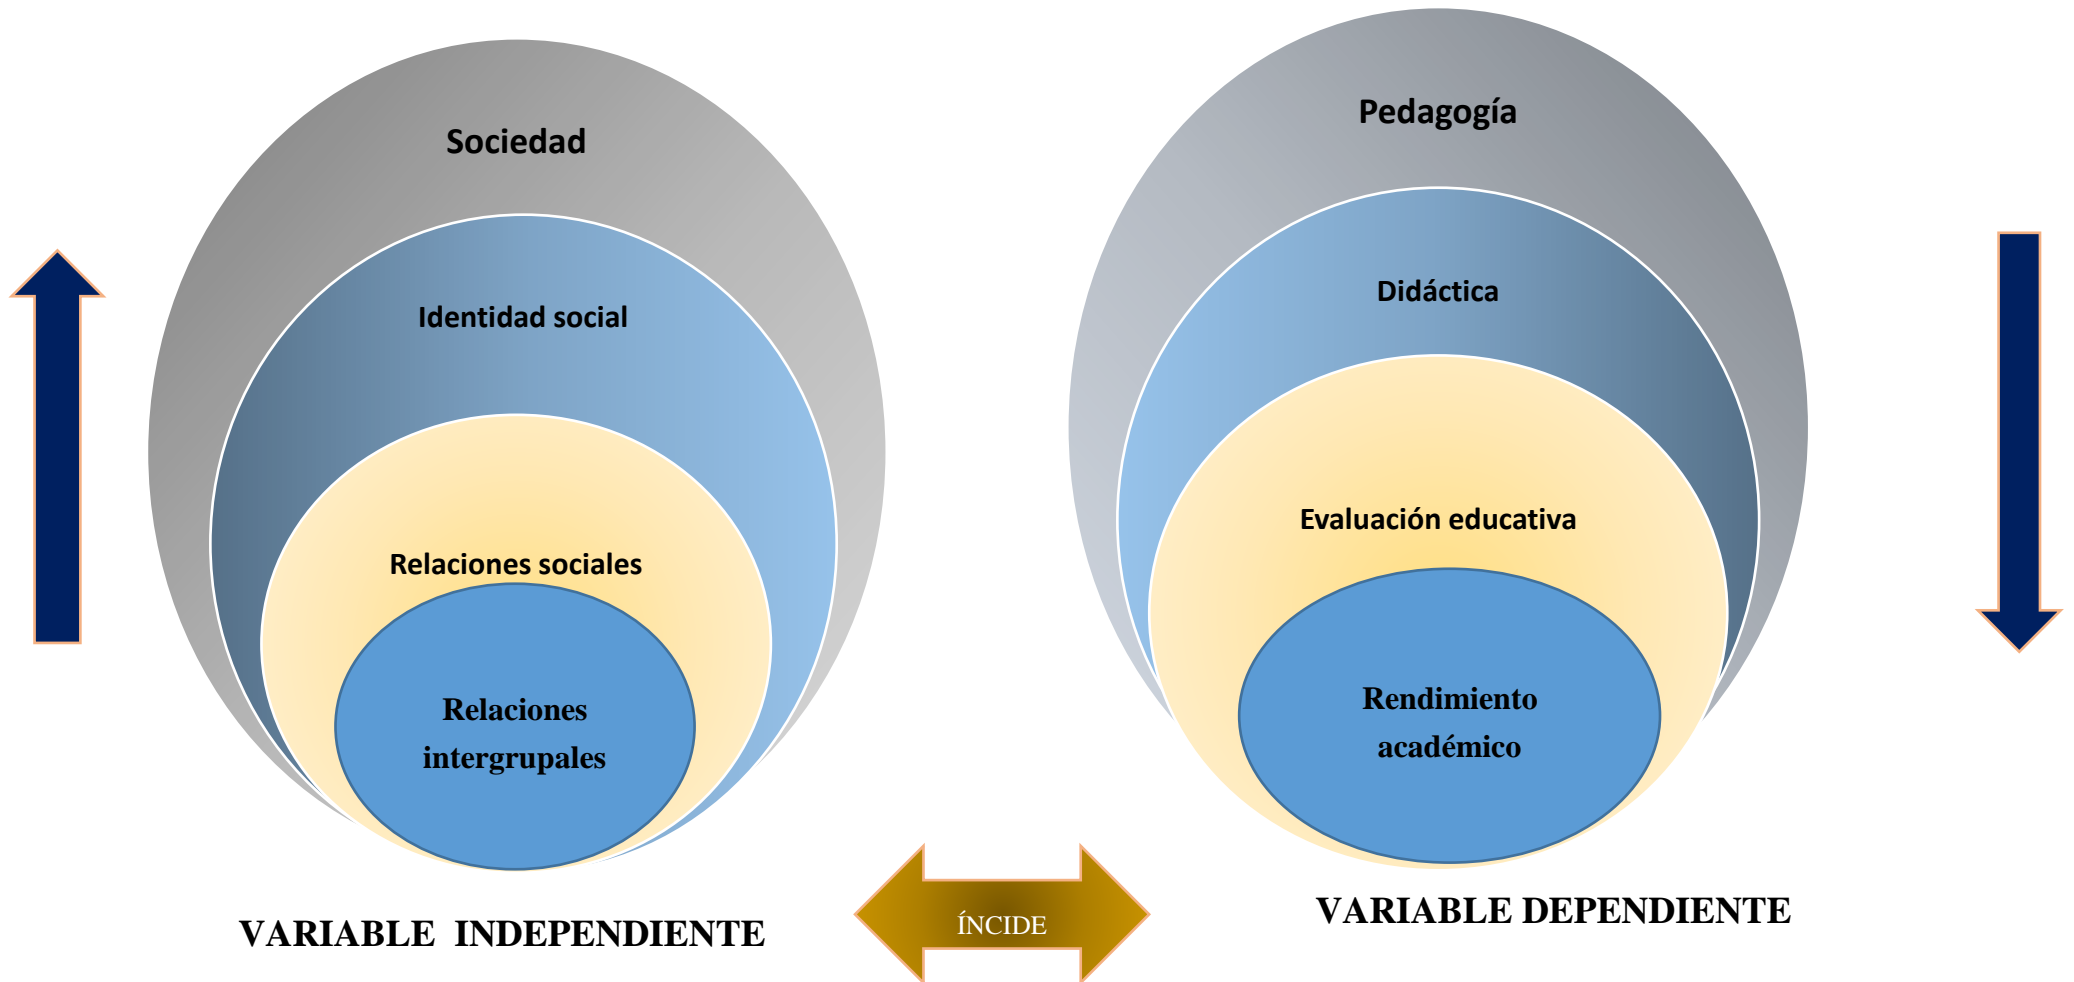 Sociedad
Identidad social
Relaciones sociales
Relaciones
intergrupales
VARIABLE INDEPENDIENTE
ÍNCIDE
Pedagogía
Didáctica
Evaluación educativa
Rendimiento
académico
VARIABLE DEPENDIENTE